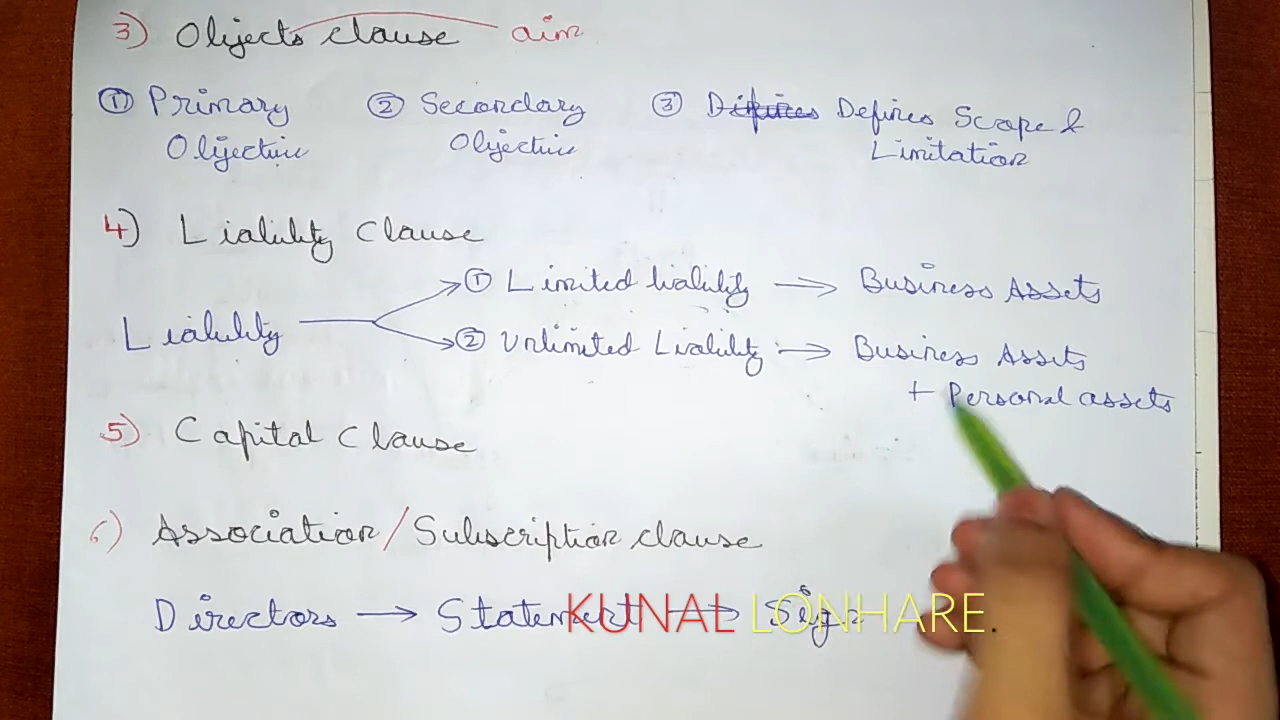 3) Objects clause aim
① Primary Objective ② Secondary Objective ③ Defines Defines Scope & Limitation
4) Liability Clause
Liability ① Limited liability → Business Assets
② Unlimited Liability → Business Assets
+ Personal assets
5) Capital Clause
6) Association/Subscription clause
Directors → Statement → Sign
KUNAL LONHARE.